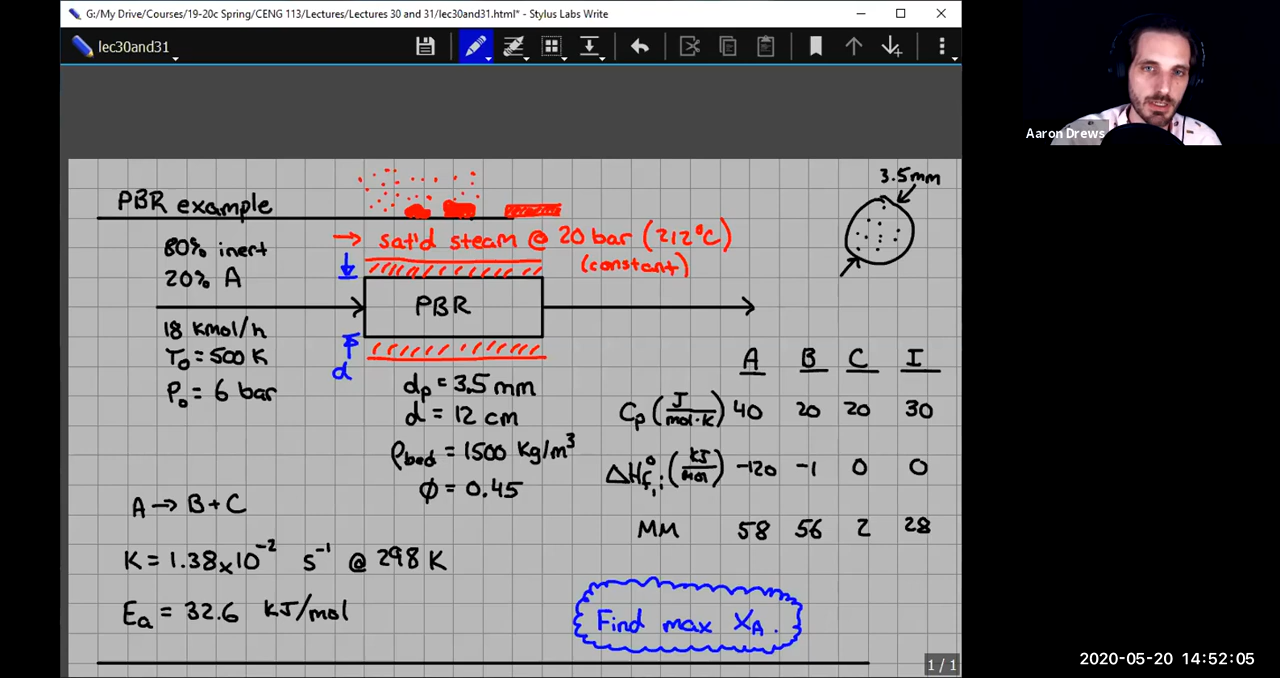 G:/My Drive/Courses/19-20c Spring/CENG 113/Lectures/Lectures 30 and 31/lec30and31.html* - Stylus Labs Write
lec30and31
Aaron Drews
3.5mm
PBR example
80% inert
20% A
→ sat'd steam @ 20 bar (212°C)
(constant)
PBR
18 kmol/h
T₀ = 500 K
P₀ = 6 bar
d
dp = 3.5 mm
d = 12 cm
ρbed = 1500 kg/m³
φ = 0.45
A B C I
Cp (J/mol·K) 40 20 20 30
ΔH°f,i (kJ/mol) -120 -1 0 0
MM 58 56 2 28
A → B + C
K = 1.38 x 10⁻² s⁻¹ @ 298 K
Ea = 32.6 kJ/mol
Find max XA.
1 / 1
2020-05-20 14:52:05